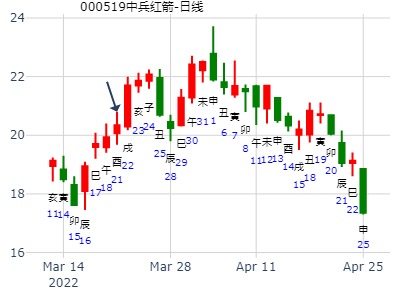 000519中兵红箭-日线
24
22
20
18
16
亥
11
寅
14
卯
15
辰
16
巳
17
午
18
酉
21
戌
22
亥
23
子
24
丑
25
辰
28
巳
29
午
30
未
31
申
1
丑
6
寅
7
卯
8
午
11
未
12
申
13
酉
14
戌
15
丑
18
寅
19
卯
20
辰
21
巳
22
申
25
Mar 14
2022
Mar 28
Apr 11
Apr 25